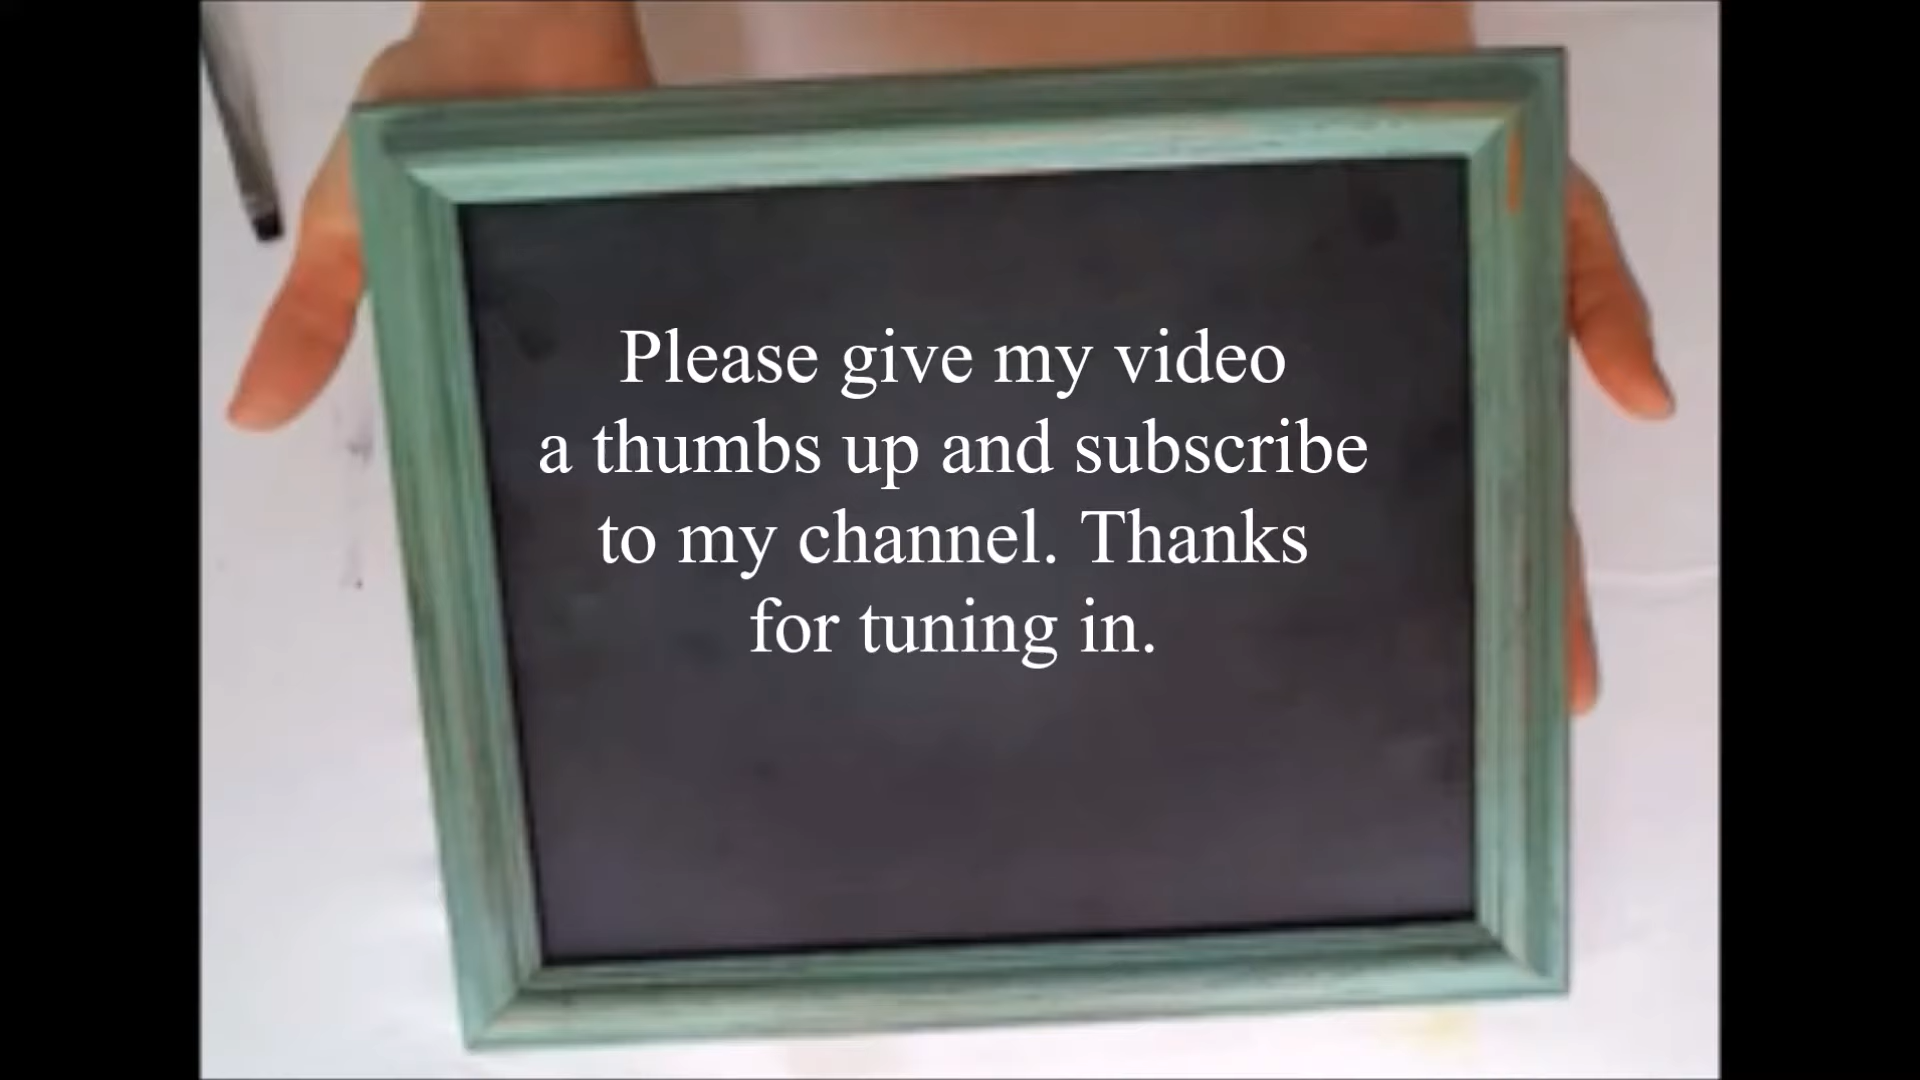 Please give my video
a thumbs up and subscribe
to my channel. Thanks
for tuning in.